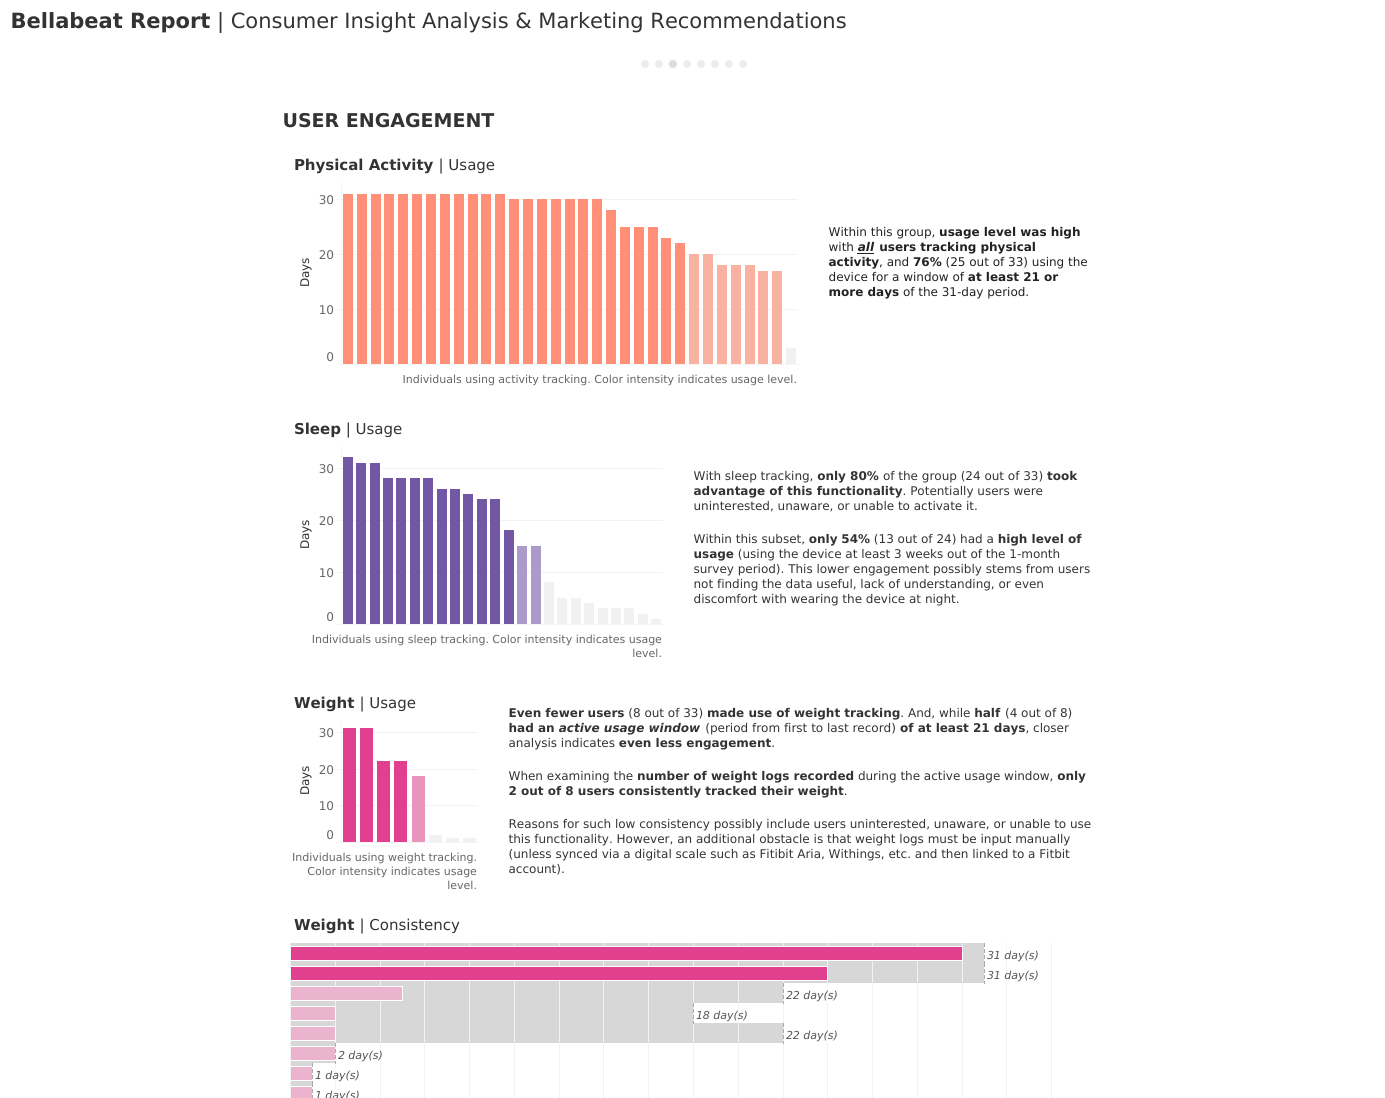 Bellabeat Report | Consumer Insight Analysis & Marketing Recommendations
USER ENGAGEMENT
Physical Activity | Usage
30
20
10
0
Days
Individuals using activity tracking. Color intensity indicates usage level.
Within this group, usage level was high
with all users tracking physical
activity, and 76% (25 out of 33) using the
device for a window of at least 21 or
more days of the 31-day period.
Sleep | Usage
30
20
10
0
Days
Individuals using sleep tracking. Color intensity indicates usage
level.
With sleep tracking, only 80% of the group (24 out of 33) took
advantage of this functionality. Potentially users were
uninterested, unaware, or unable to activate it.
Within this subset, only 54% (13 out of 24) had a high level of
usage (using the device at least 3 weeks out of the 1-month
survey period). This lower engagement possibly stems from users
not finding the data useful, lack of understanding, or even
discomfort with wearing the device at night.
Weight | Usage
30
20
10
0
Days
Individuals using weight tracking.
Color intensity indicates usage
level.
Even fewer users (8 out of 33) made use of weight tracking. And, while half (4 out of 8)
had an active usage window (period from first to last record) of at least 21 days, closer
analysis indicates even less engagement.
When examining the number of weight logs recorded during the active usage window, only
2 out of 8 users consistently tracked their weight.
Reasons for such low consistency possibly include users uninterested, unaware, or unable to use
this functionality. However, an additional obstacle is that weight logs must be input manually
(unless synced via a digital scale such as Fitibit Aria, Withings, etc. and then linked to a Fitbit
account).
Weight | Consistency
31 day(s)
31 day(s)
22 day(s)
18 day(s)
22 day(s)
2 day(s)
1 day(s)
1 day(s)